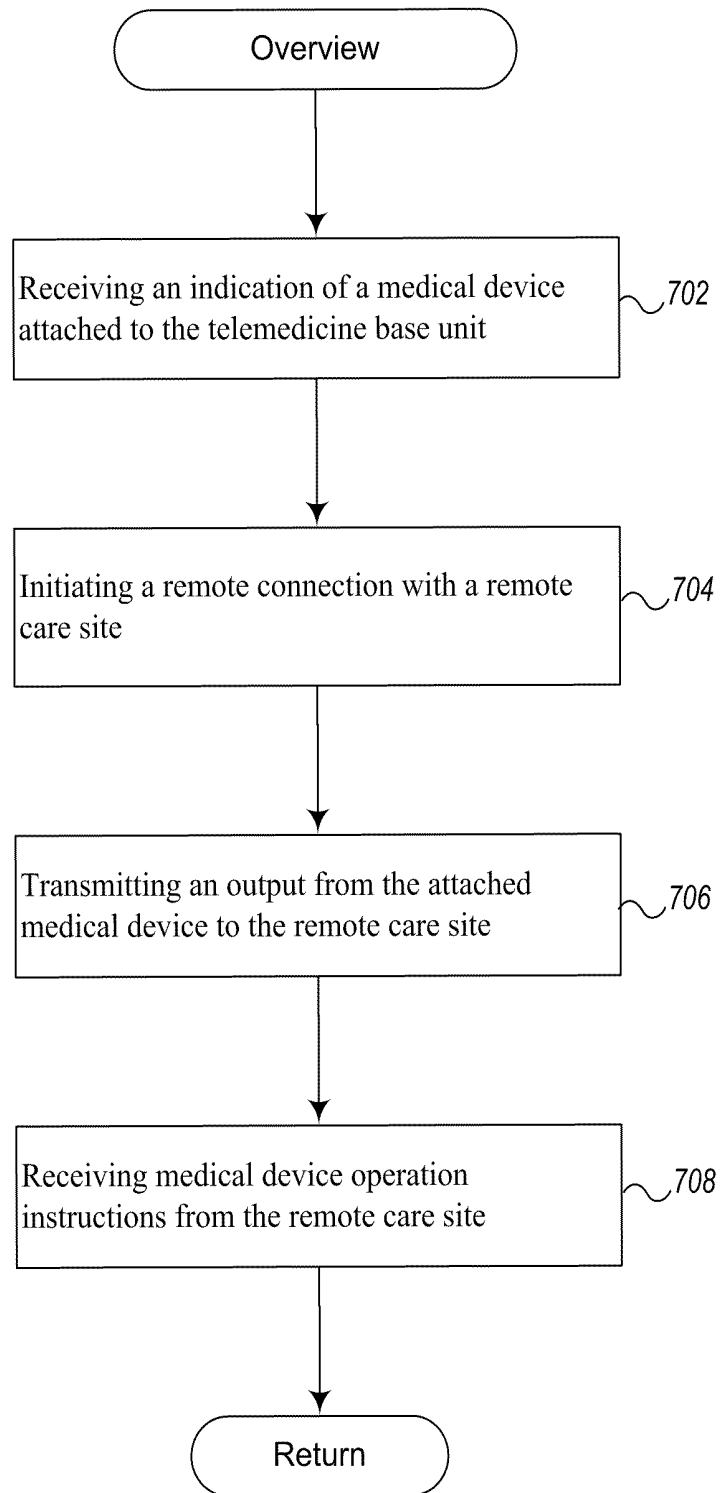 Overview
Receiving an indication of a medical device
attached to the telemedicine base unit
702
Initiating a remote connection with a remote
care site
704
Transmitting an output from the attached
medical device to the remote care site
706
Receiving medical device operation
instructions from the remote care site
708
Return